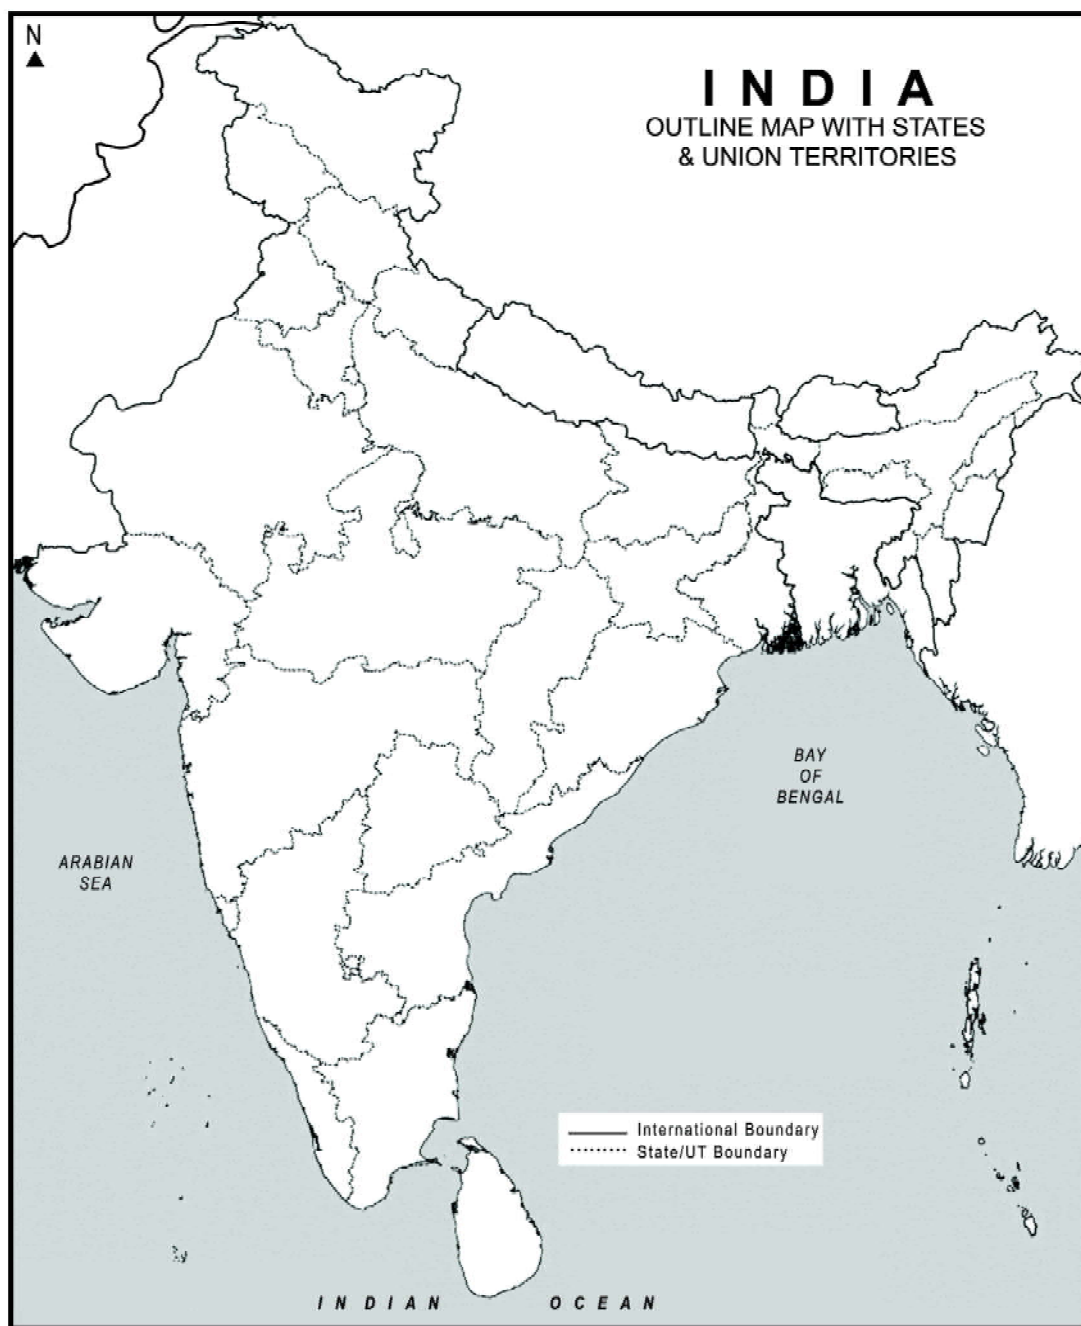 N
INDIA
OUTLINE MAP WITH STATES
& UNION TERRITORIES
BAY
OF
BENGAL
ARABIAN
SEA
International Boundary
State/UT Boundary
INDIAN OCEAN